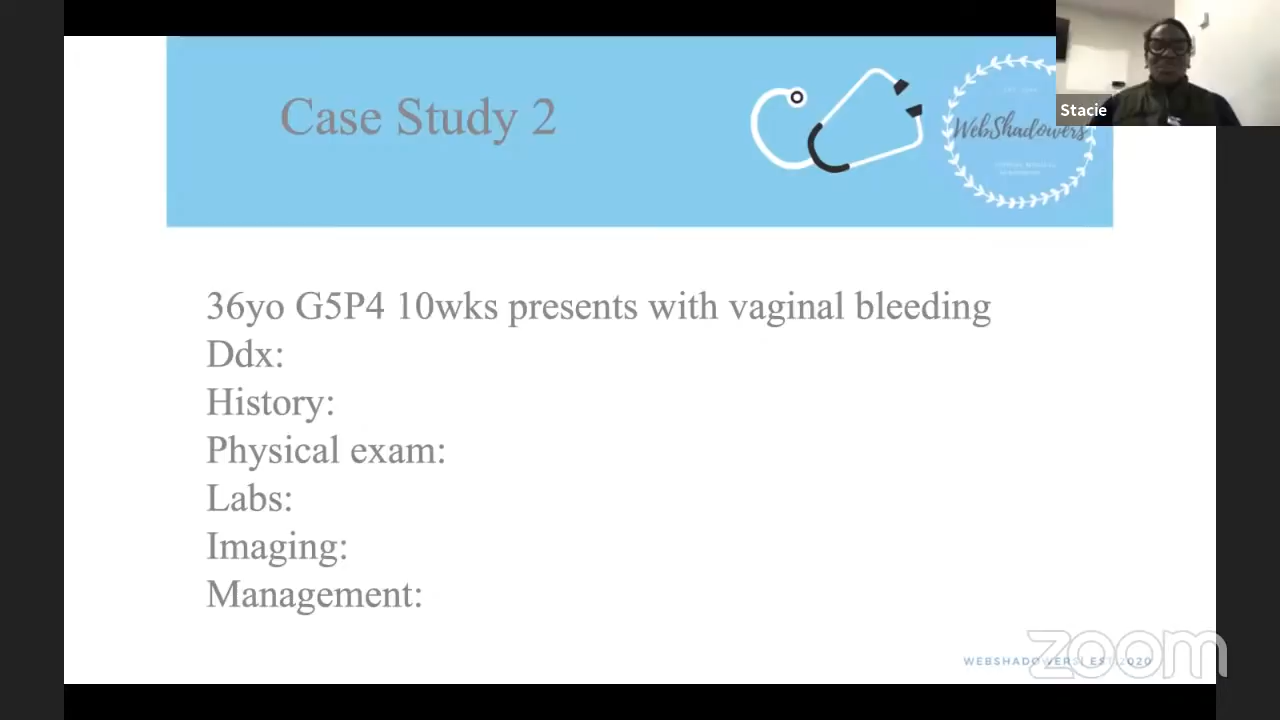 Case Study 2
WebShadowers
Stacie
36yo G5P4 10wks presents with vaginal bleeding
Ddx:
History:
Physical exam:
Labs:
Imaging:
Management:
WEBSHADOWERS| EST 2020
zoom